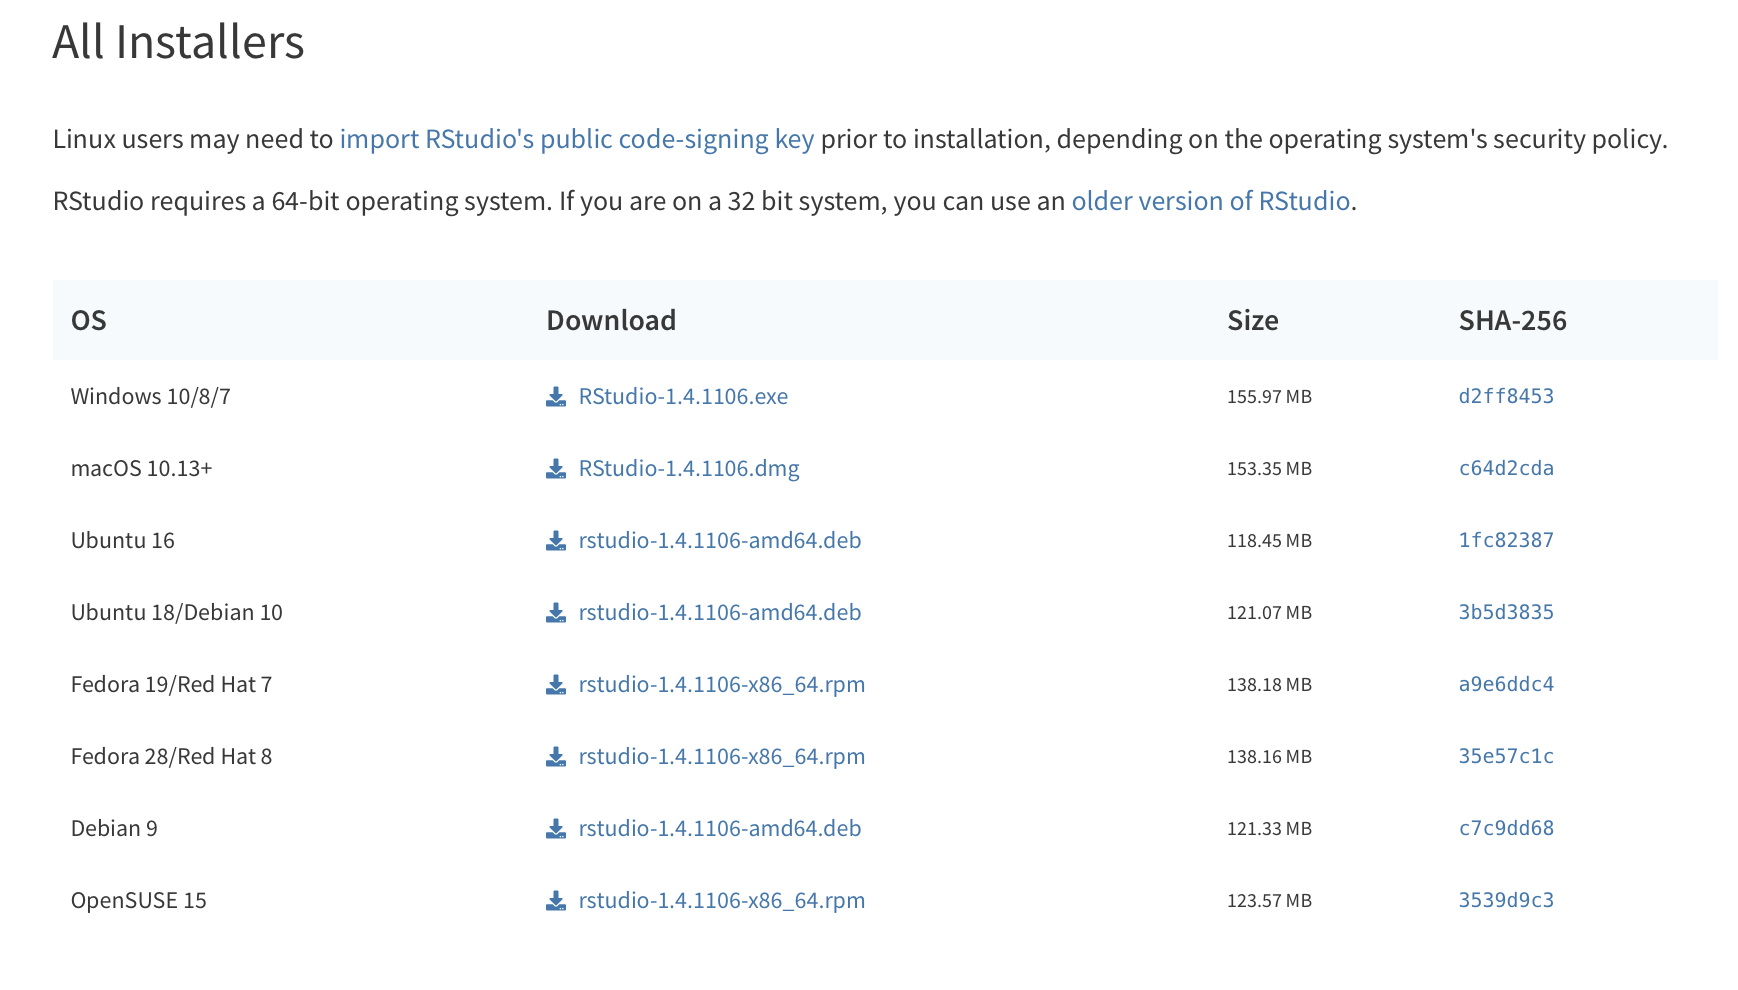 All Installers
Linux users may need to import RStudio's public code-signing key prior to installation, depending on the operating system's security policy.
RStudio requires a 64-bit operating system. If you are on a 32 bit system, you can use an older version of RStudio.
OS Download Size SHA-256
Windows 10/8/7 RStudio-1.4.1106.exe 155.97 MB d2ff8453
macOS 10.13+ RStudio-1.4.1106.dmg 153.35 MB c64d2cda
Ubuntu 16 rstudio-1.4.1106-amd64.deb 118.45 MB 1fc82387
Ubuntu 18/Debian 10 rstudio-1.4.1106-amd64.deb 121.07 MB 3b5d3835
Fedora 19/Red Hat 7 rstudio-1.4.1106-x86_64.rpm 138.18 MB a9e6ddc4
Fedora 28/Red Hat 8 rstudio-1.4.1106-x86_64.rpm 138.16 MB 35e57c1c
Debian 9 rstudio-1.4.1106-amd64.deb 121.33 MB c7c9dd68
OpenSUSE 15 rstudio-1.4.1106-x86_64.rpm 123.57 MB 3539d9c3